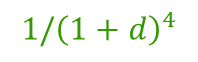 1/(1 + d)⁴